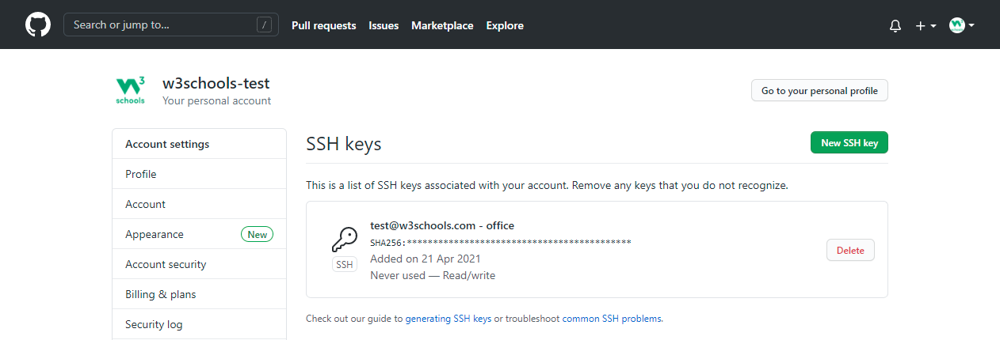 Search or jump to... / Pull requests Issues Marketplace Explore
w3schools-test
Your personal account
Go to your personal profile
W3
schools
Account settings
Profile
Account
Appearance New
Account security
Billing & plans
Security log
SSH keys
New SSH key
This is a list of SSH keys associated with your account. Remove any keys that you do not recognize.
test@w3schools.com - office
SHA256:*******************************************
Added on 21 Apr 2021
Never used — Read/write
SSH
Delete
Check out our guide to generating SSH keys or troubleshoot common SSH problems.